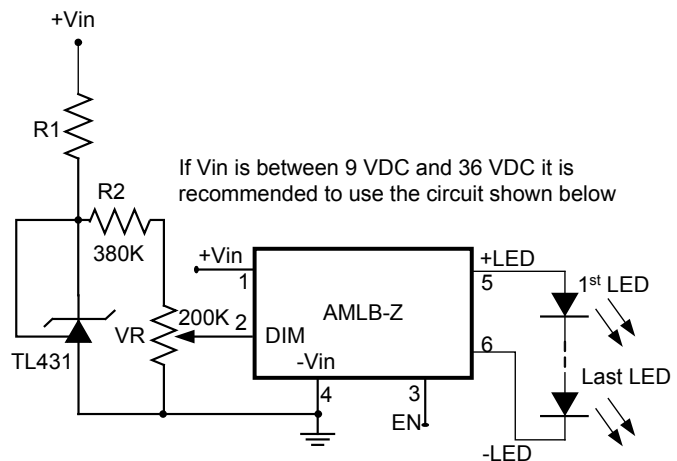 +Vin
R1
If Vin is between 9 VDC and 36 VDC it is
recommended to use the circuit shown below
R2
380K
+Vin
1
+LED
5
1st LED
200K
2
VR
DIM
AMLB-Z
6
TL431
-Vin
4
3
Last LED
EN
-LED